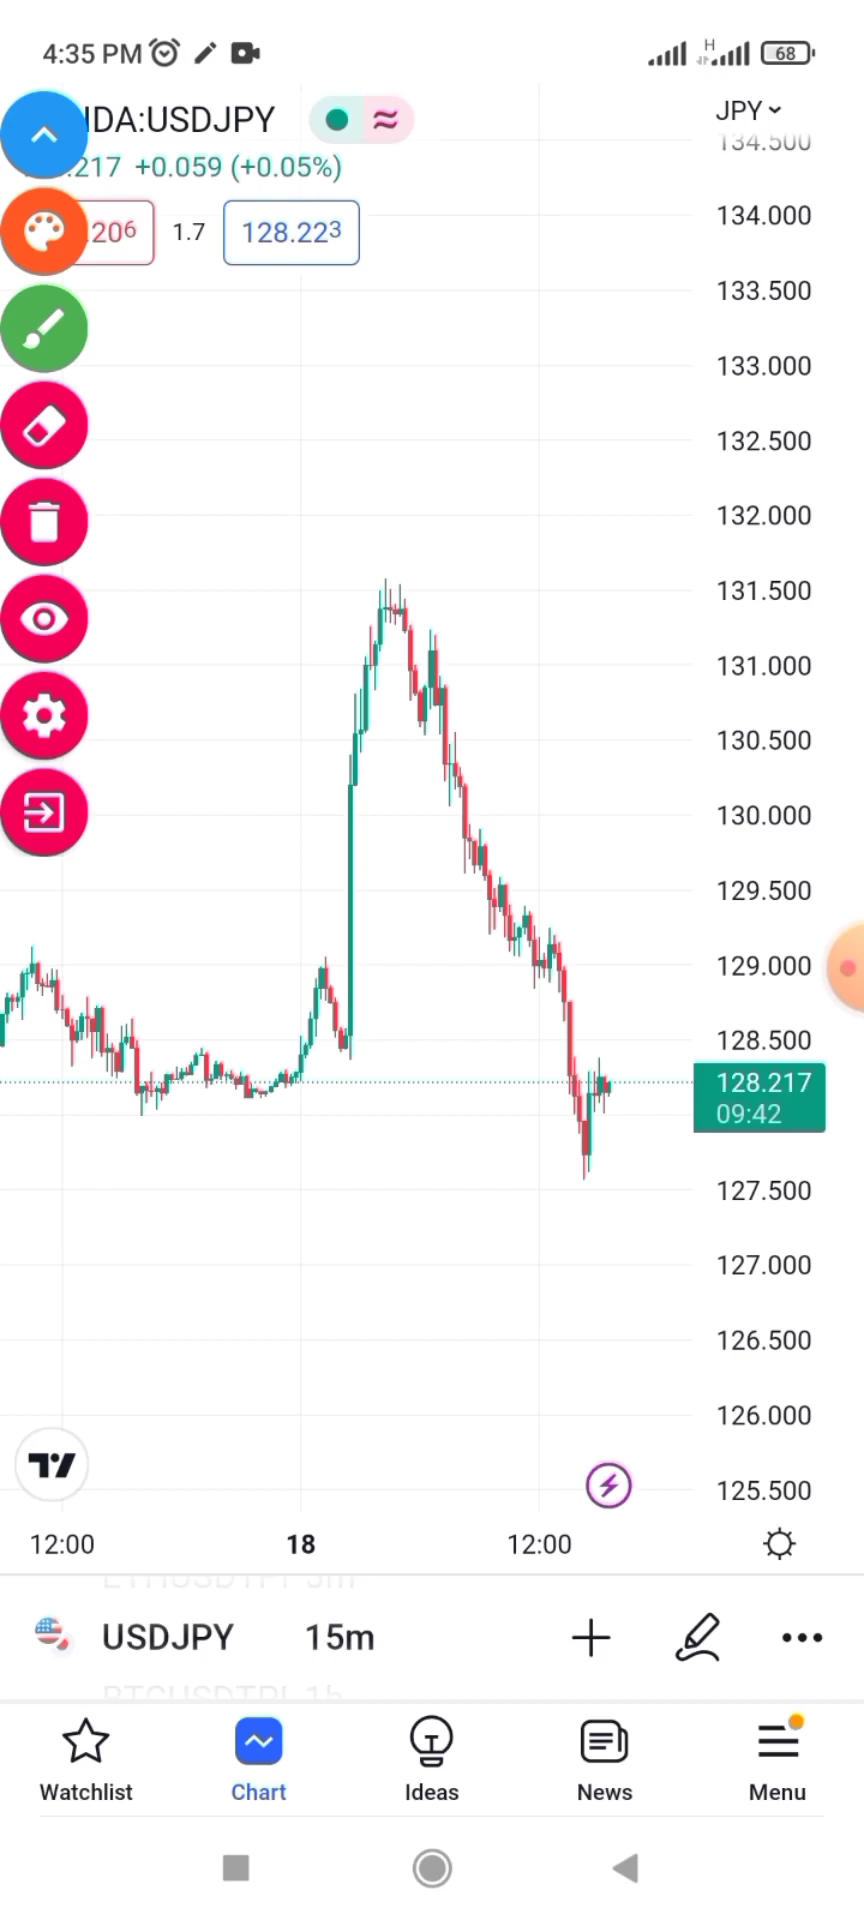 4:35 PM
H
68
IDA:USDJPY
≈
JPY
134.500
.217 +0.059 (+0.05%)
.206
1.7
128.223
134.000
133.500
133.000
132.500
132.000
131.500
131.000
130.500
130.000
129.500
129.000
128.500
128.217
09:42
127.500
127.000
126.500
126.000
125.500
12:00
18
12:00
USDJPY
15m
Watchlist
Chart
Ideas
News
Menu